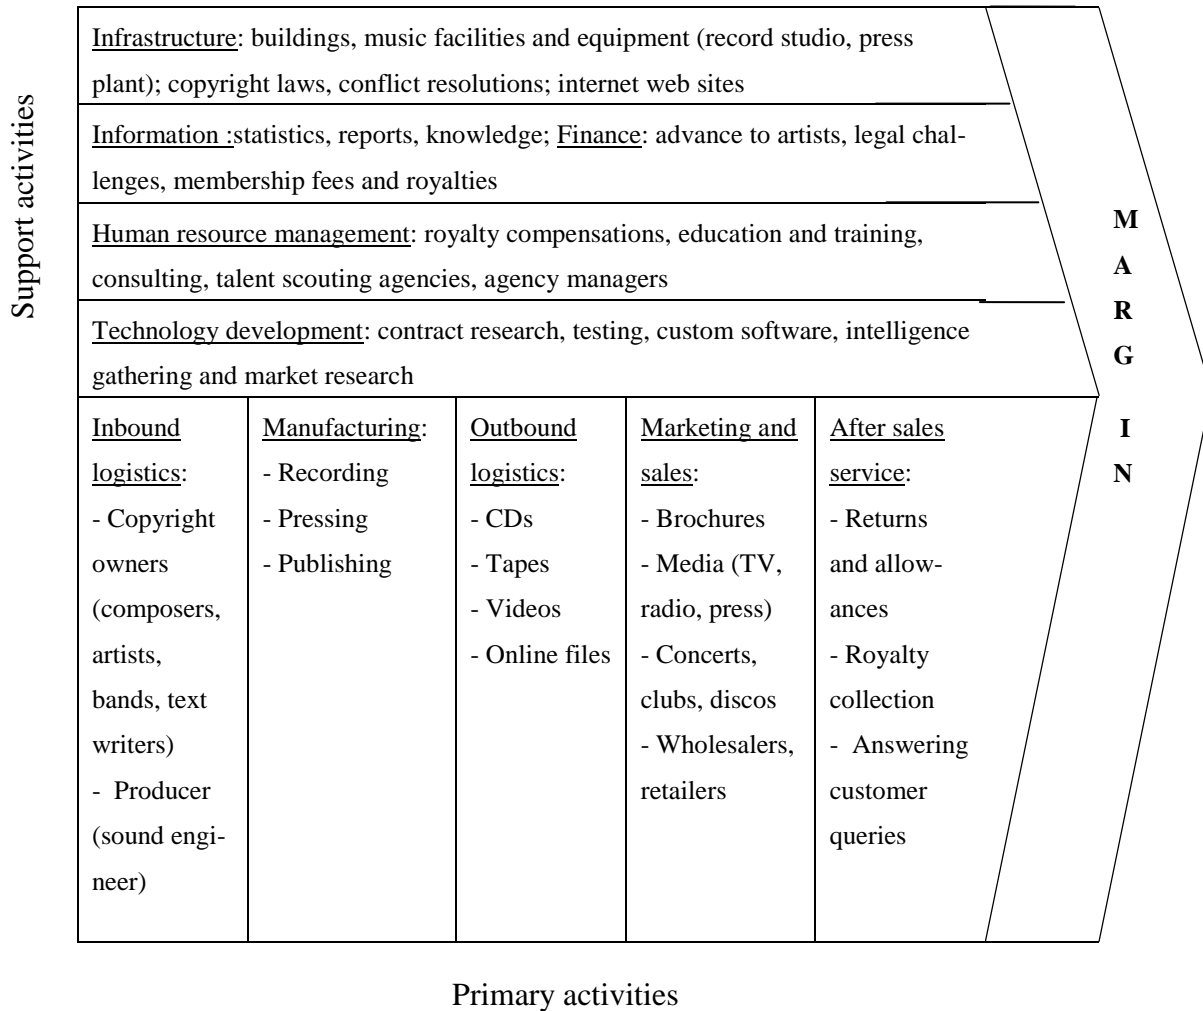 Support activities
Infrastructure: buildings, music facilities and equipment (record studio, press
plant); copyright laws, conflict resolutions; internet web sites
Information :statistics, reports, knowledge; Finance: advance to artists, legal chal-
lenges, membership fees and royalties
Human resource management: royalty compensations, education and training,
consulting, talent scouting agencies, agency managers
Technology development: contract research, testing, custom software, intelligence
gathering and market research
Inbound
logistics:
- Copyright
owners
(composers,
artists,
bands, text
writers)
- Producer
(sound engi-
neer)
Manufacturing:
- Recording
- Pressing
- Publishing
Outbound
logistics:
- CDs
- Tapes
- Videos
- Online files
Marketing and
sales:
- Brochures
- Media (TV,
radio, press)
- Concerts,
clubs, discos
- Wholesalers,
retailers
After sales
service:
- Returns
and allow-
ances
- Royalty
collection
- Answering
customer
queries
M
A
R
G
I
N
Primary activities